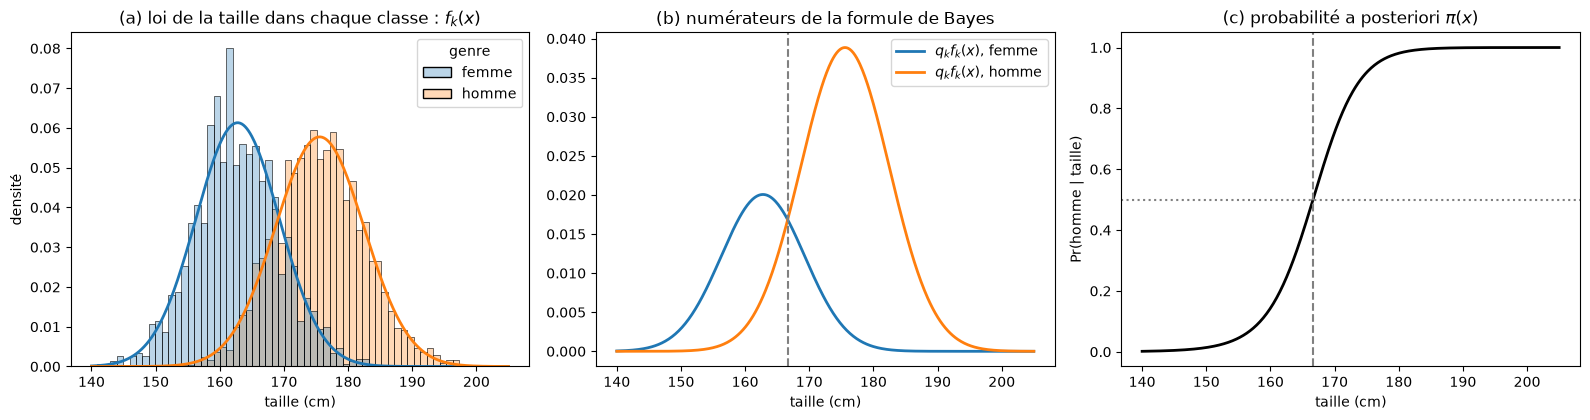 (a) loi de la taille dans chaque classe : f_k(x)
densité
0.08
0.07
0.06
0.05
0.04
0.03
0.02
0.01
0.00
genre
femme
homme
140 150 160 170 180 190 200
taille (cm)
(b) numérateurs de la formule de Bayes
0.040
0.035
0.030
0.025
0.020
0.015
0.010
0.005
0.000
q_k f_k(x), femme
q_k f_k(x), homme
140 150 160 170 180 190 200
taille (cm)
(c) probabilité a posteriori π(x)
Pr(homme | taille)
1.0
0.8
0.6
0.4
0.2
0.0
140 150 160 170 180 190 200
taille (cm)